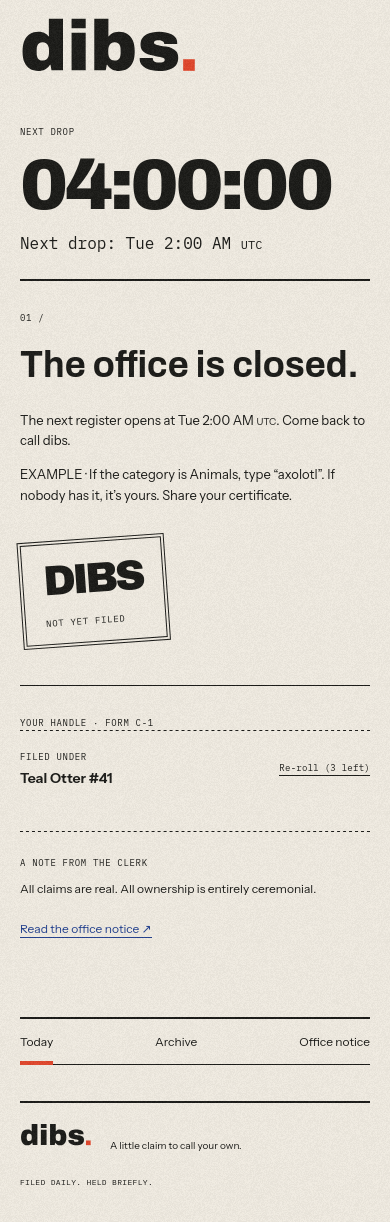 dibs.
NEXT DROP
04:00:00
Next drop: Tue 2:00 AM UTC
01 /
The office is closed.
The next register opens at Tue 2:00 AM UTC. Come back to
call dibs.
EXAMPLE · If the category is Animals, type “axolotl”. If
nobody has it, it’s yours. Share your certificate.
DIBS
NOT YET FILED
YOUR HANDLE · FORM C-1
FILED UNDER
Teal Otter #41
Re-roll (3 left)
A NOTE FROM THE CLERK
All claims are real. All ownership is entirely ceremonial.
Read the office notice ↗
Today
Archive
Office notice
dibs.
A little claim to call your own.
FILED DAILY. HELD BRIEFLY.